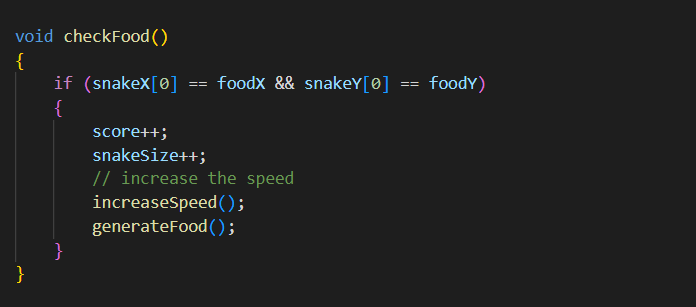 void checkFood()
{
    if (snakeX[0] == foodX && snakeY[0] == foodY)
    {
        score++;
        snakeSize++;
        // increase the speed
        increaseSpeed();
        generateFood();
    }
}